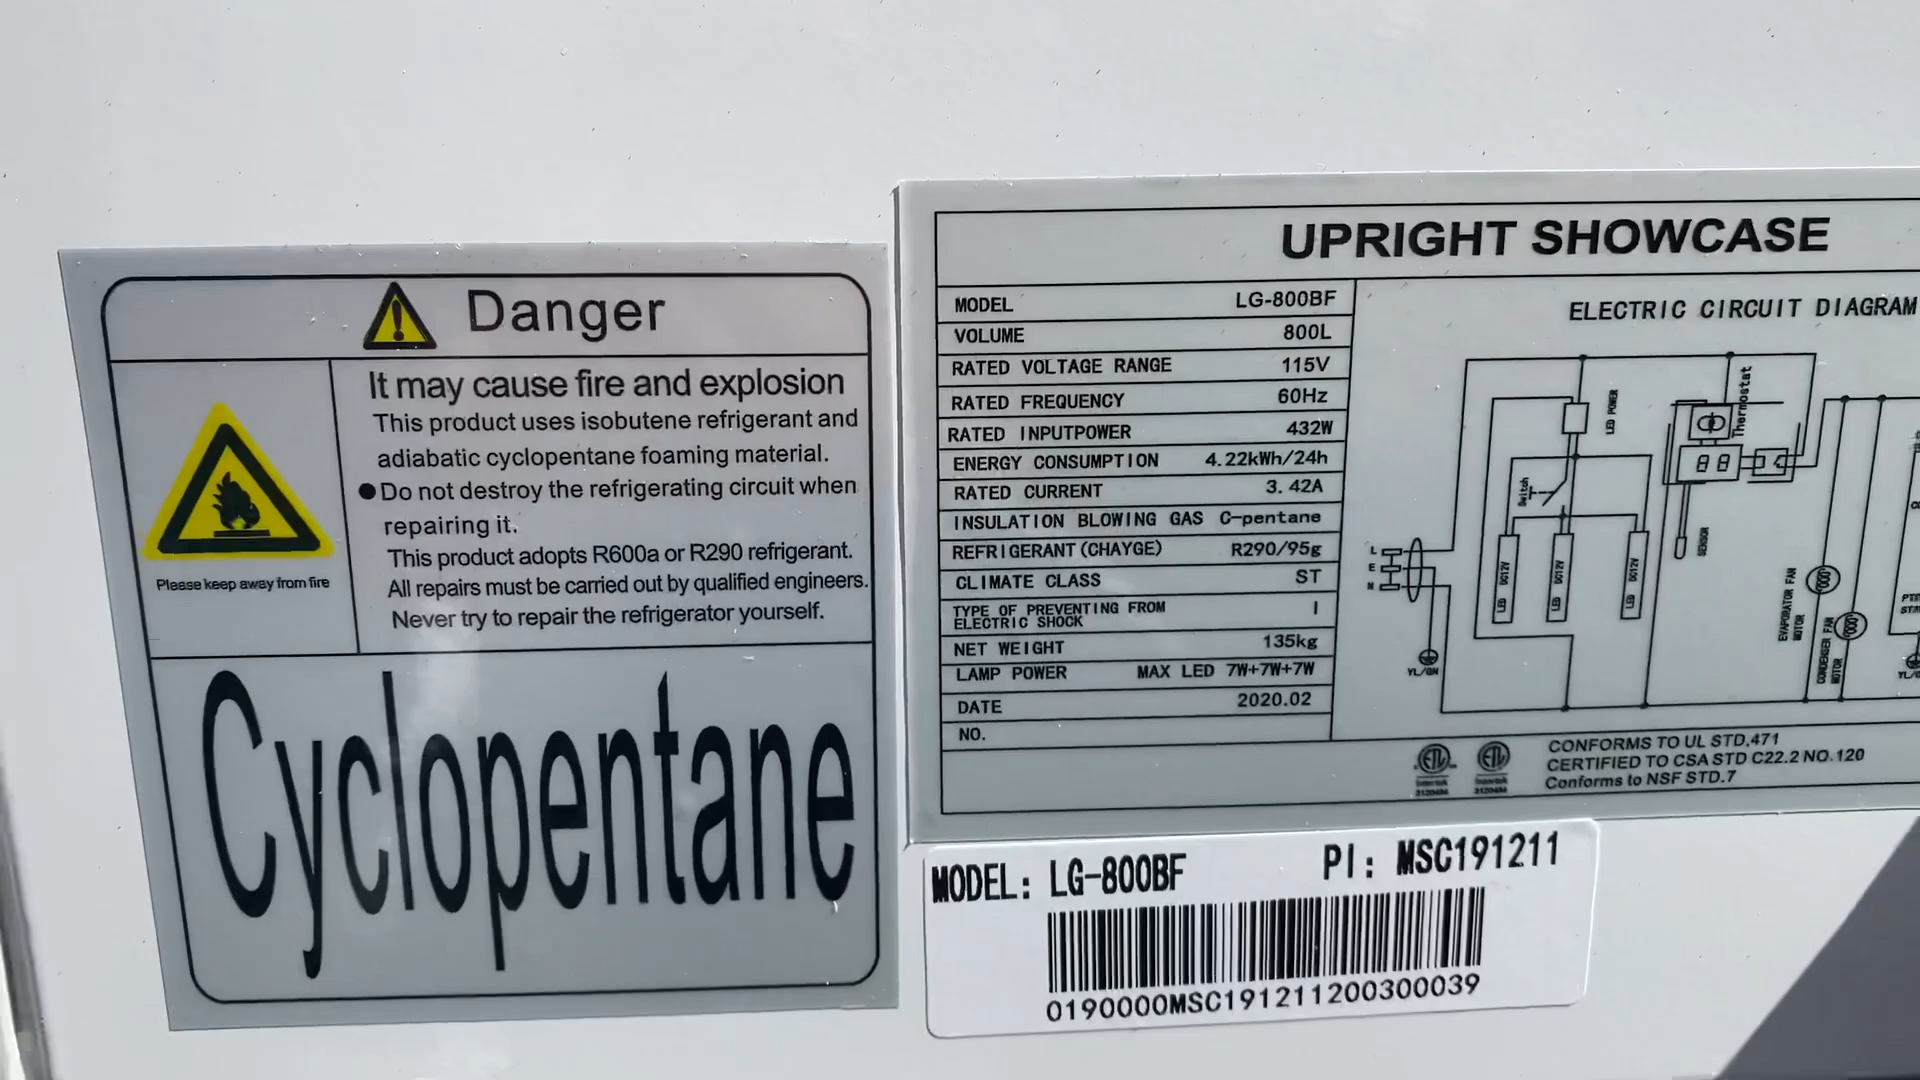 Danger
It may cause fire and explosion
This product uses isobutene refrigerant and
adiabatic cyclopentane foaming material.
●Do not destroy the refrigerating circuit when
repairing it.
This product adopts R600a or R290 refrigerant.
All repairs must be carried out by qualified engineers.
Never try to repair the refrigerator yourself.
Please keep away from fire
Cyclopentane
UPRIGHT SHOWCASE
MODEL LG-800BF
VOLUME 800L
RATED VOLTAGE RANGE 115V
RATED FREQUENCY 60Hz
RATED INPUTPOWER 432W
ENERGY CONSUMPTION 4.22kWh/24h
RATED CURRENT 3.42A
INSULATION BLOWING GAS C-pentane
REFRIGERANT(CHAYGE) R290/95g
CLIMATE CLASS ST
TYPE OF PREVENTING FROM
ELECTRIC SHOCK I
NET WEIGHT 135kg
LAMP POWER MAX LED 7W+7W+7W
DATE 2020.02
NO.
ELECTRIC CIRCUIT DIAGRAM
LED POWER
Thermostat
Switch
SENSOR
L
E
N
LED DC12V
LED DC12V
LED DC12V
EVAPORATOR FAN
MOTOR
CONDENSER FAN
MOTOR
YL/GN
CONFORMS TO UL STD.471
CERTIFIED TO CSA STD C22.2 NO.120
Conforms to NSF STD.7
MODEL: LG-800BF PI: MSC191211
0190000MSC191211200300039